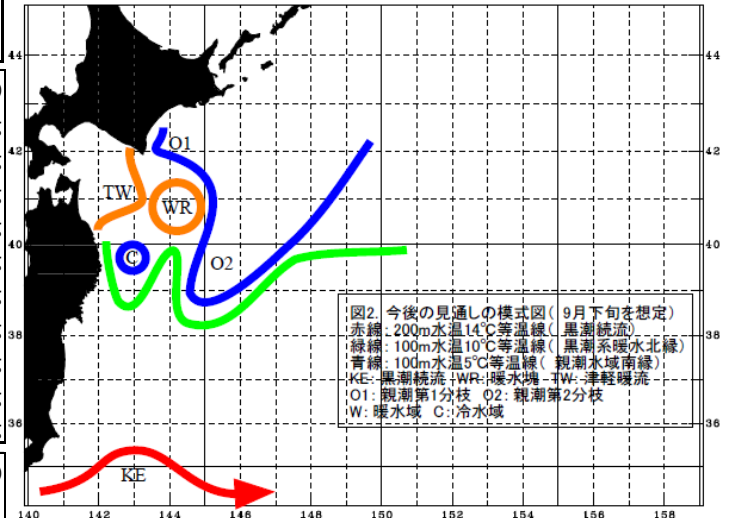 44
44
O1
42
42
TW
WR
40
40
C
O2
図2. 今後の見通しの模式図( 9月下旬を想定)
赤線: 200m水温14℃等温線( 黒潮続流)
緑線: 100m水温10℃等温線( 黒潮系暖水北縁)
青線: 100m水温5℃等温線( 親潮水域南縁)
KE: 黒潮続流 WR: 暖水塊 TW: 津軽暖流
O1: 親潮第1分枝 O2: 親潮第2分枝
W: 暖水域 C: 冷水域
38
38
36
36
KE
140 142 144 146 148 150 152 154 156 158